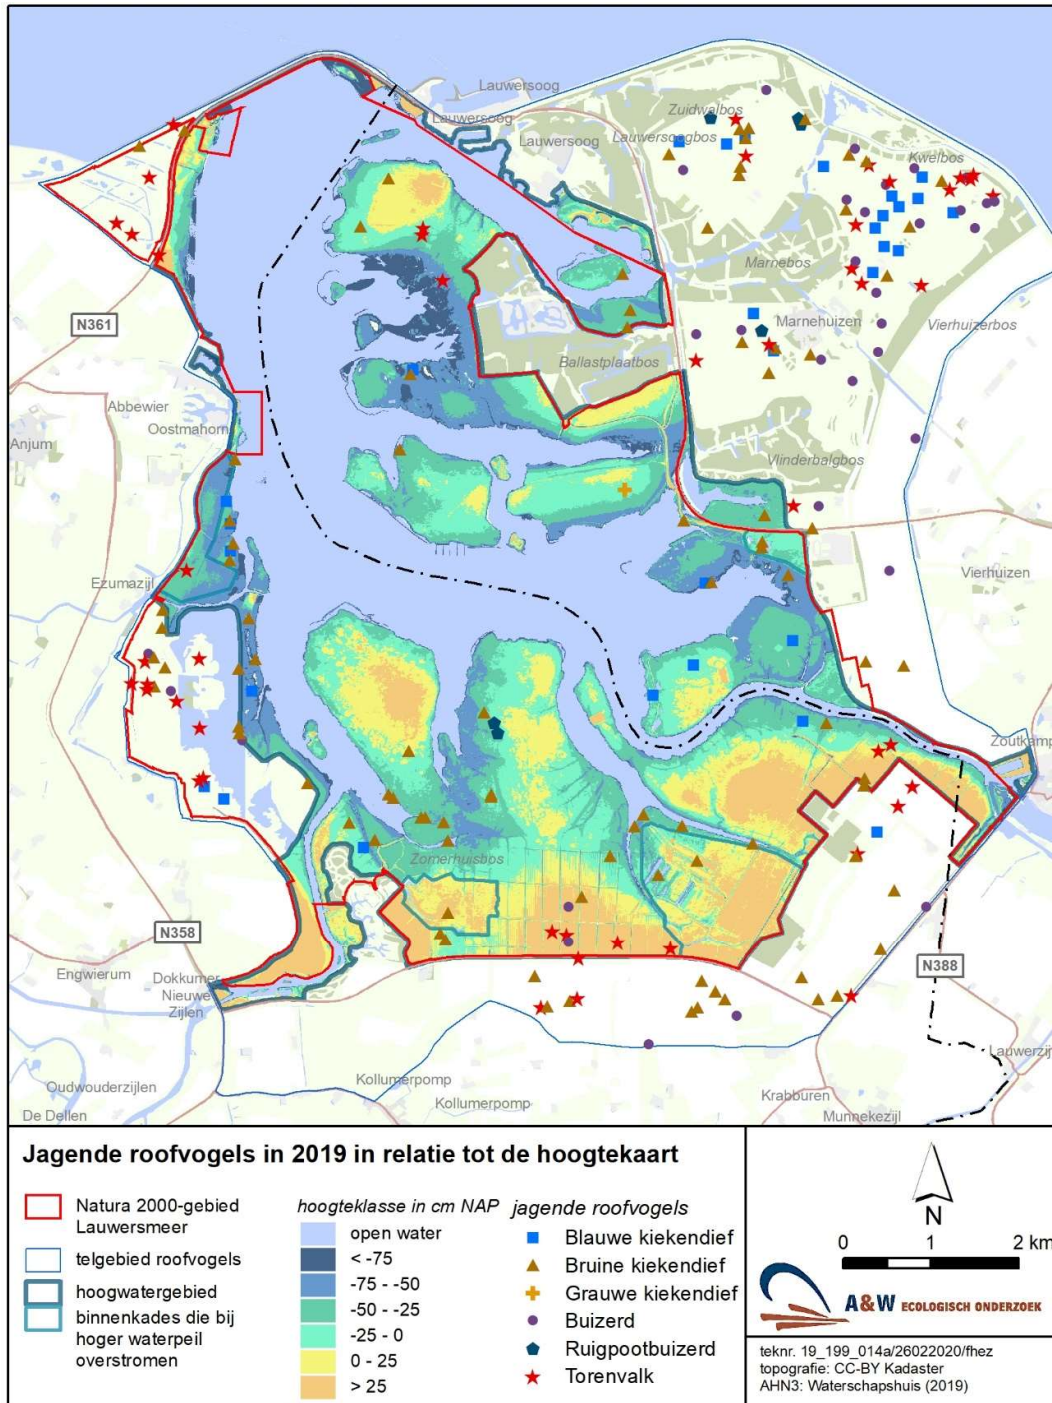 Lauwersoog
Zuidwalbos
Lauwersoog
Lauwersoogbos
Lauwersoog
Kwelbos
Marnebos
N361
Marnehuizen
Vierhuizerbos
Ballastplaatbos
Abbewier
Oostmahorn
Anjum
Vlinderbalgbos
Ezumazijl
Vierhuizen
Zoutkamp
Zomerhuisbos
N358
Engwierum
Dokkumer
Nieuwe
Zijlen
N388
Lauwerzijl
Kollumerpomp
Oudwouderzijlen
Kollumerpomp
Krabburen
De Dellen
Munnekezijl
Jagende roofvogels in 2019 in relatie tot de hoogtekaart
Natura 2000-gebied
Lauwersmeer
telgebied roofvogels
hoogwatergebied
binnenkades die bij
hoger waterpeil
overstromen
hoogteklasse in cm NAP
open water
< -75
-75 - -50
-50 - -25
-25 - 0
0 - 25
> 25
jagende roofvogels
Blauwe kiekendief
Bruine kiekendief
Grauwe kiekendief
Buizerd
Ruigpootbuizerd
Torenvalk
N
0 1 2 km
A&W ECOLOGISCH ONDERZOEK
teknr. 19_199_014a/26022020/fhez
topografie: CC-BY Kadaster
AHN3: Waterschapshuis (2019)